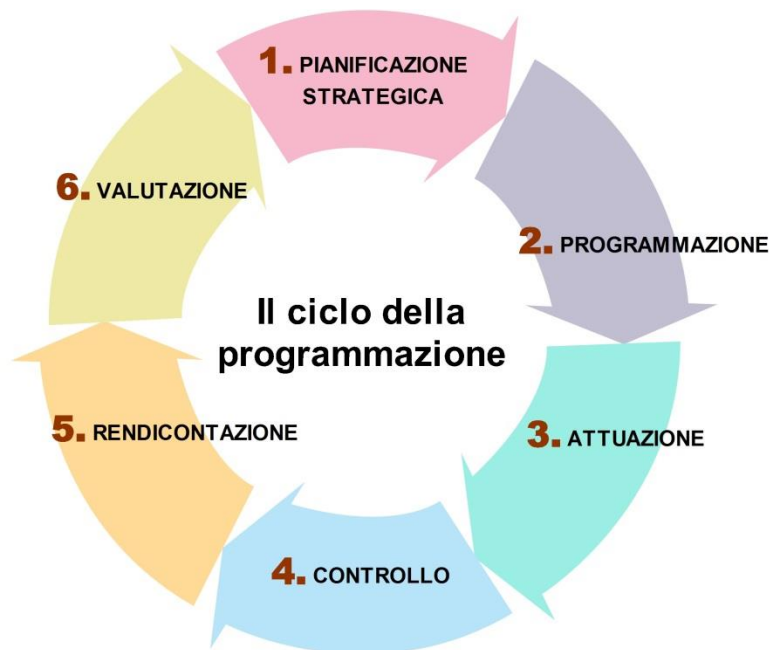 1. PIANIFICAZIONE
STRATEGICA
2. PROGRAMMAZIONE
3. ATTUAZIONE
4. CONTROLLO
5. RENDICONTAZIONE
6. VALUTAZIONE
Il ciclo della
programmazione